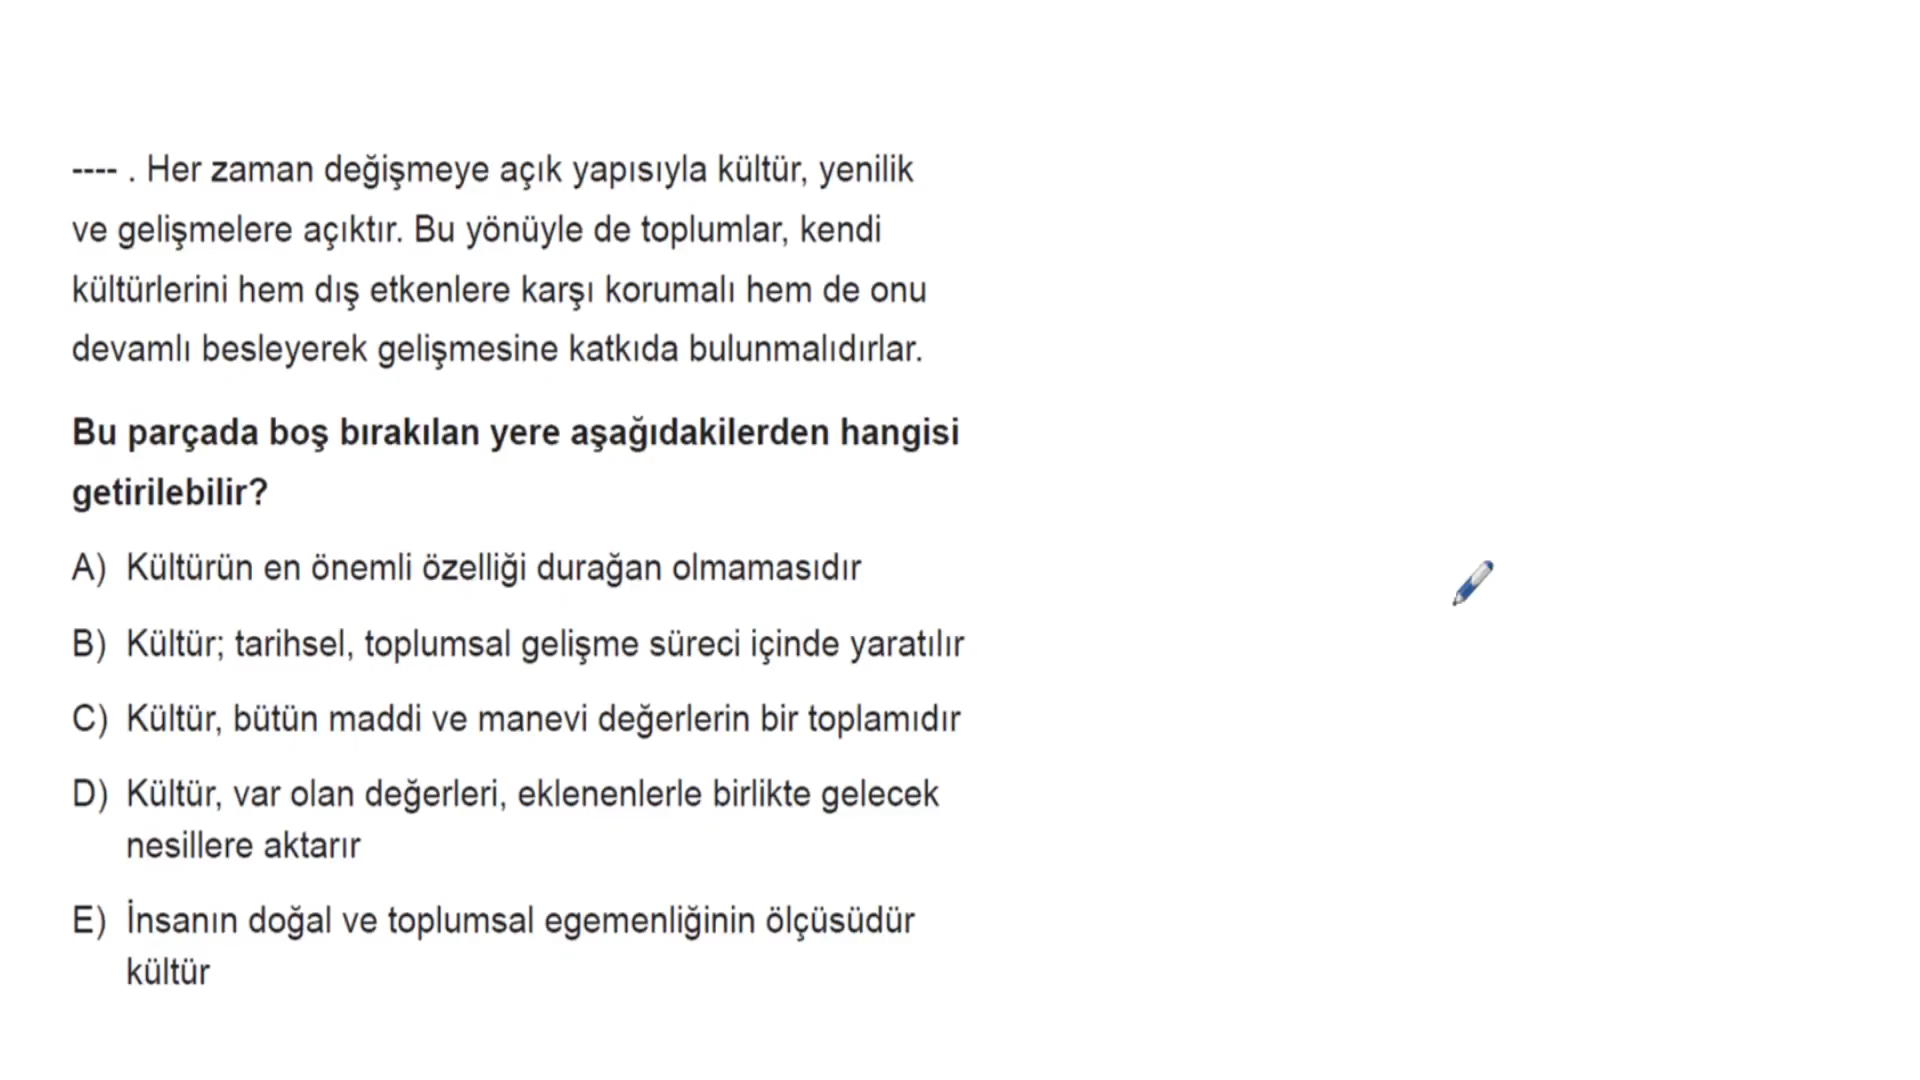 ---- . Her zaman değişmeye açık yapısıyla kültür, yenilik
ve gelişmelere açıktır. Bu yönüyle de toplumlar, kendi
kültürlerini hem dış etkenlere karşı korumalı hem de onu
devamlı besleyerek gelişmesine katkıda bulunmalıdırlar.
Bu parçada boş bırakılan yere aşağıdakilerden hangisi
getirilebilir?
A) Kültürün en önemli özelliği durağan olmamasıdır
B) Kültür; tarihsel, toplumsal gelişme süreci içinde yaratılır
C) Kültür, bütün maddi ve manevi değerlerin bir toplamıdır
D) Kültür, var olan değerleri, eklenenlerle birlikte gelecek
nesillere aktarır
E) İnsanın doğal ve toplumsal egemenliğinin ölçüsüdür
kültür